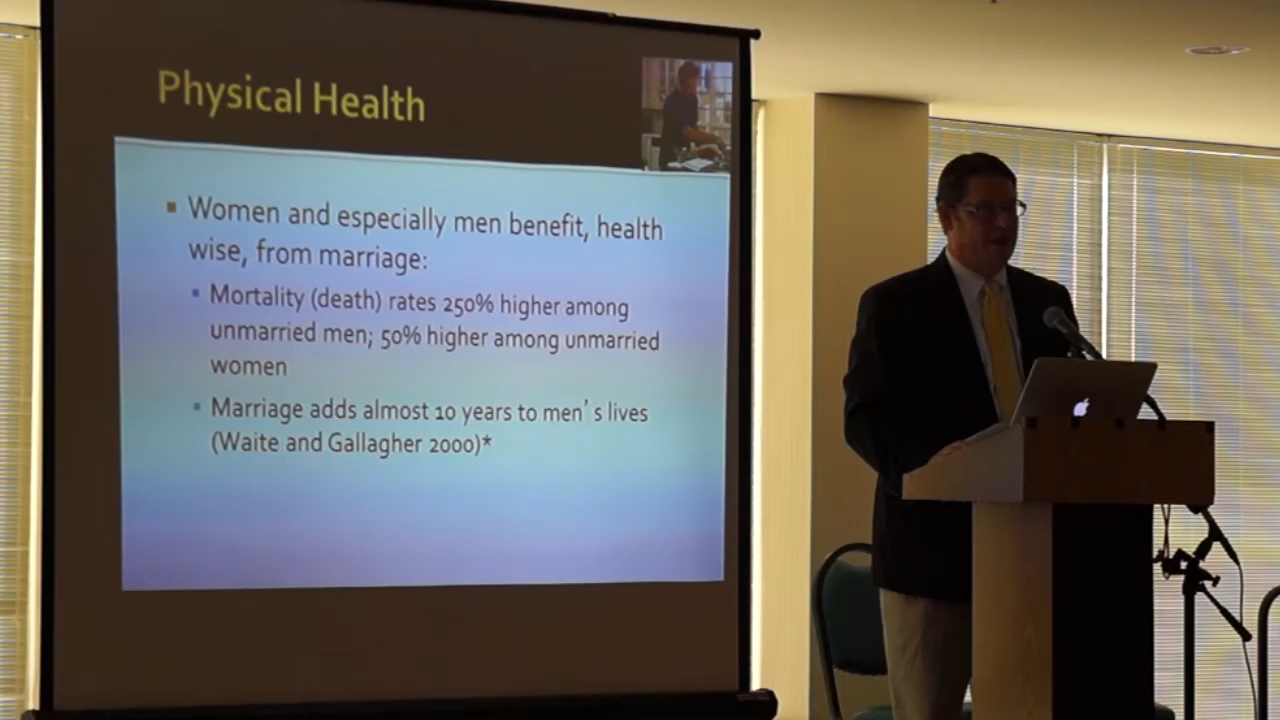 Physical Health
Women and especially men benefit, health
wise, from marriage:
Mortality (death) rates 250% higher among
unmarried men; 50% higher among unmarried
women
Marriage adds almost 10 years to men's lives
(Waite and Gallagher 2000)*